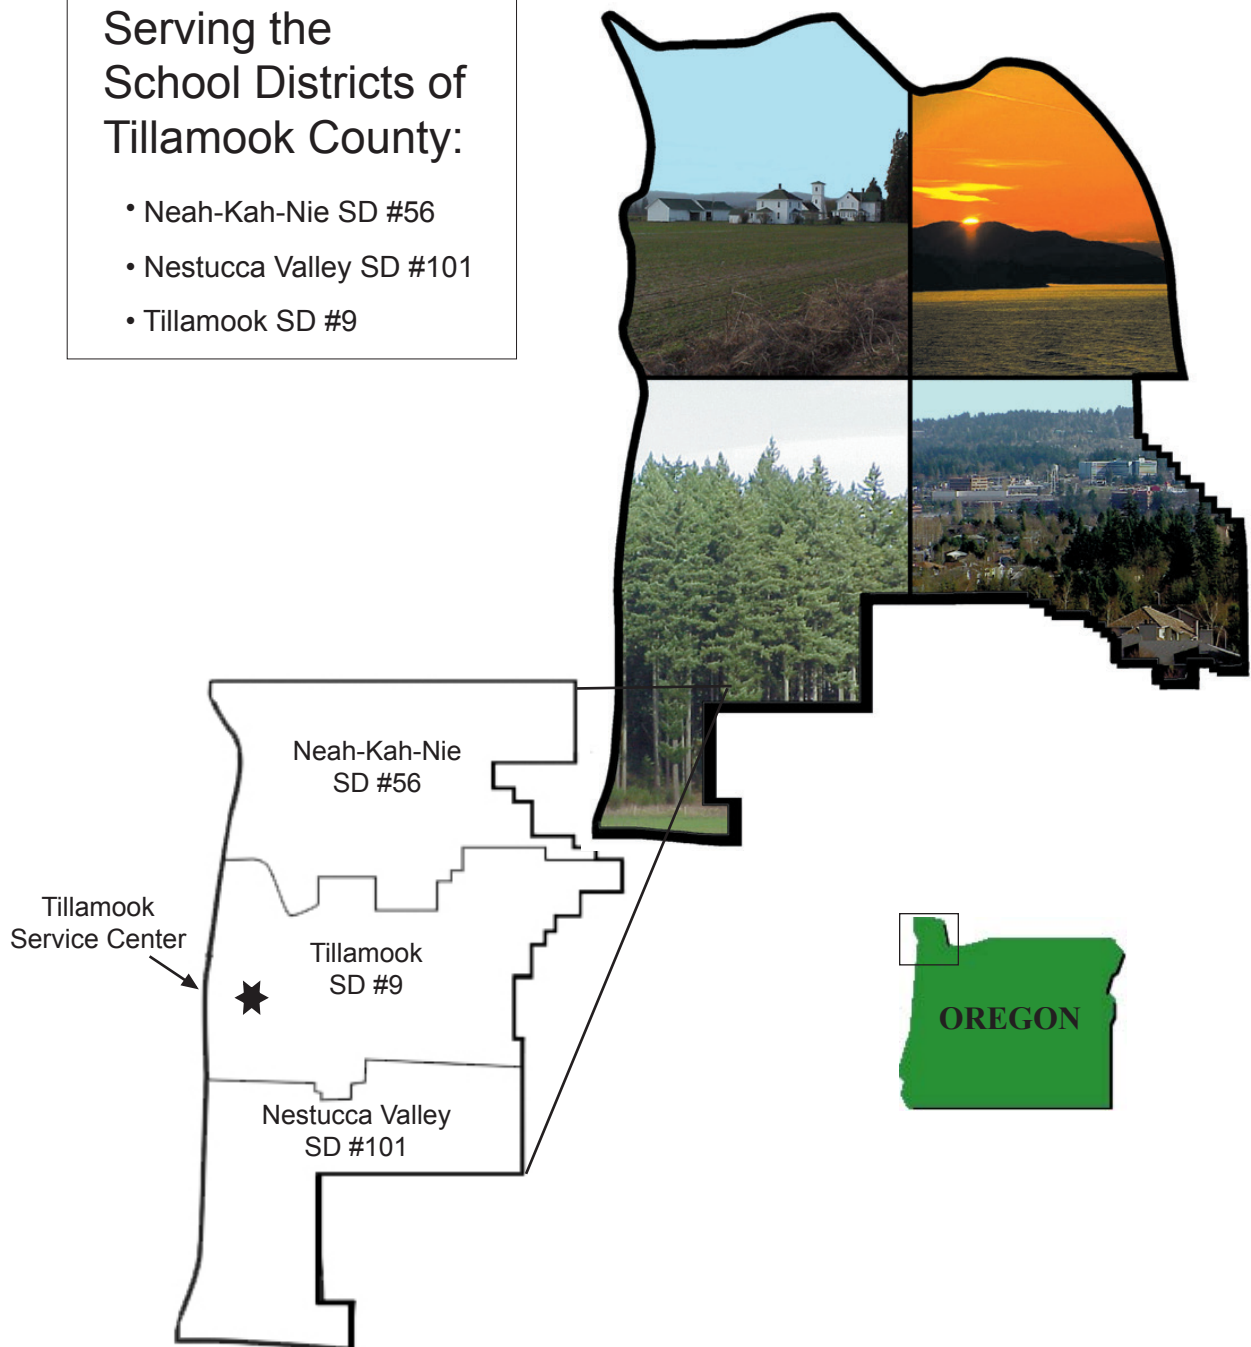 Serving the
School Districts of
Tillamook County:
• Neah-Kah-Nie SD #56
• Nestucca Valley SD #101
• Tillamook SD #9
Neah-Kah-Nie
SD #56
Tillamook
Service Center
Tillamook
SD #9
Nestucca Valley
SD #101
OREGON